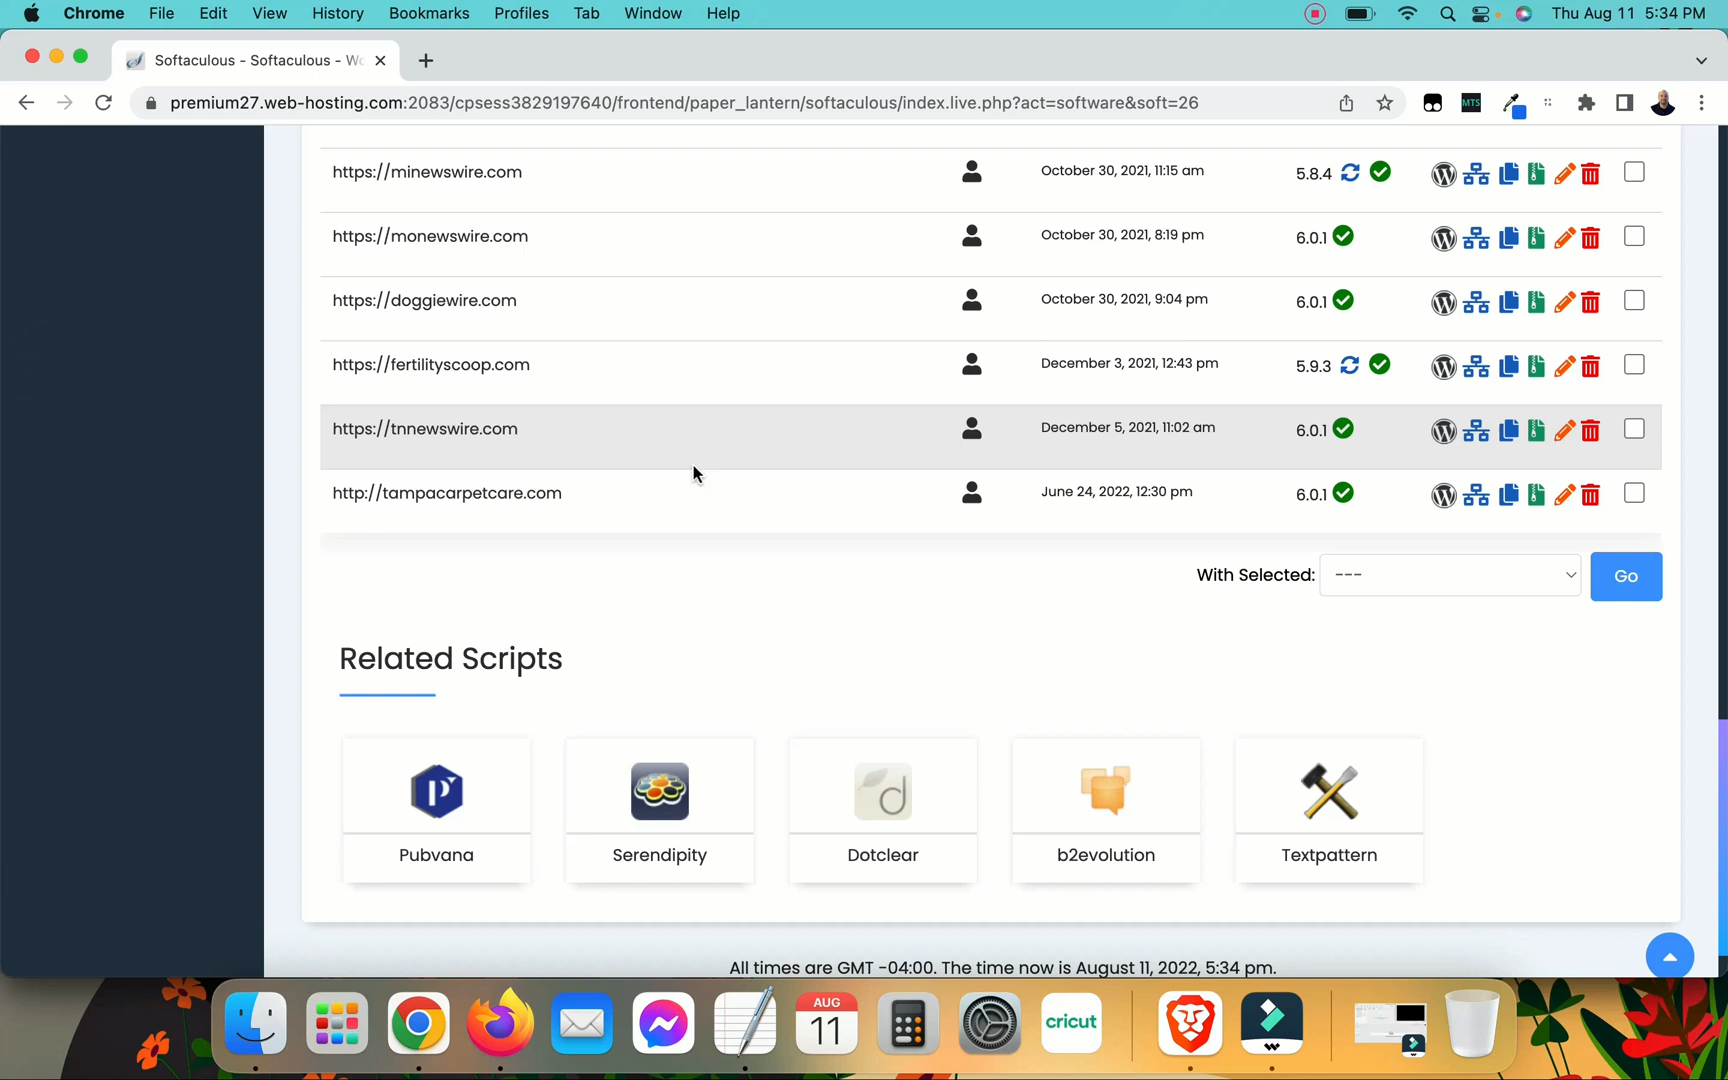 Chrome File Edit View History Bookmarks Profiles Tab Window Help Thu Aug 11 5:34 PM
Softaculous - Softaculous - Wo
premium27.web-hosting.com:2083/cpsess3829197640/frontend/paper_lantern/softaculous/index.live.php?act=software&soft=26 MTS
https://minewswire.com October 30, 2021, 11:15 am 5.8.4
https://monewswire.com October 30, 2021, 8:19 pm 6.0.1
https://doggiewire.com October 30, 2021, 9:04 pm 6.0.1
https://fertilityscoop.com December 3, 2021, 12:43 pm 5.9.3
https://tnnewswire.com December 5, 2021, 11:02 am 6.0.1
http://tampacarpetcare.com June 24, 2022, 12:30 pm 6.0.1
With Selected: --- Go
Related Scripts
Pubvana Serendipity Dotclear b2evolution Textpattern
All times are GMT -04:00. The time now is August 11, 2022, 5:34 pm.
AUG
11 cricut